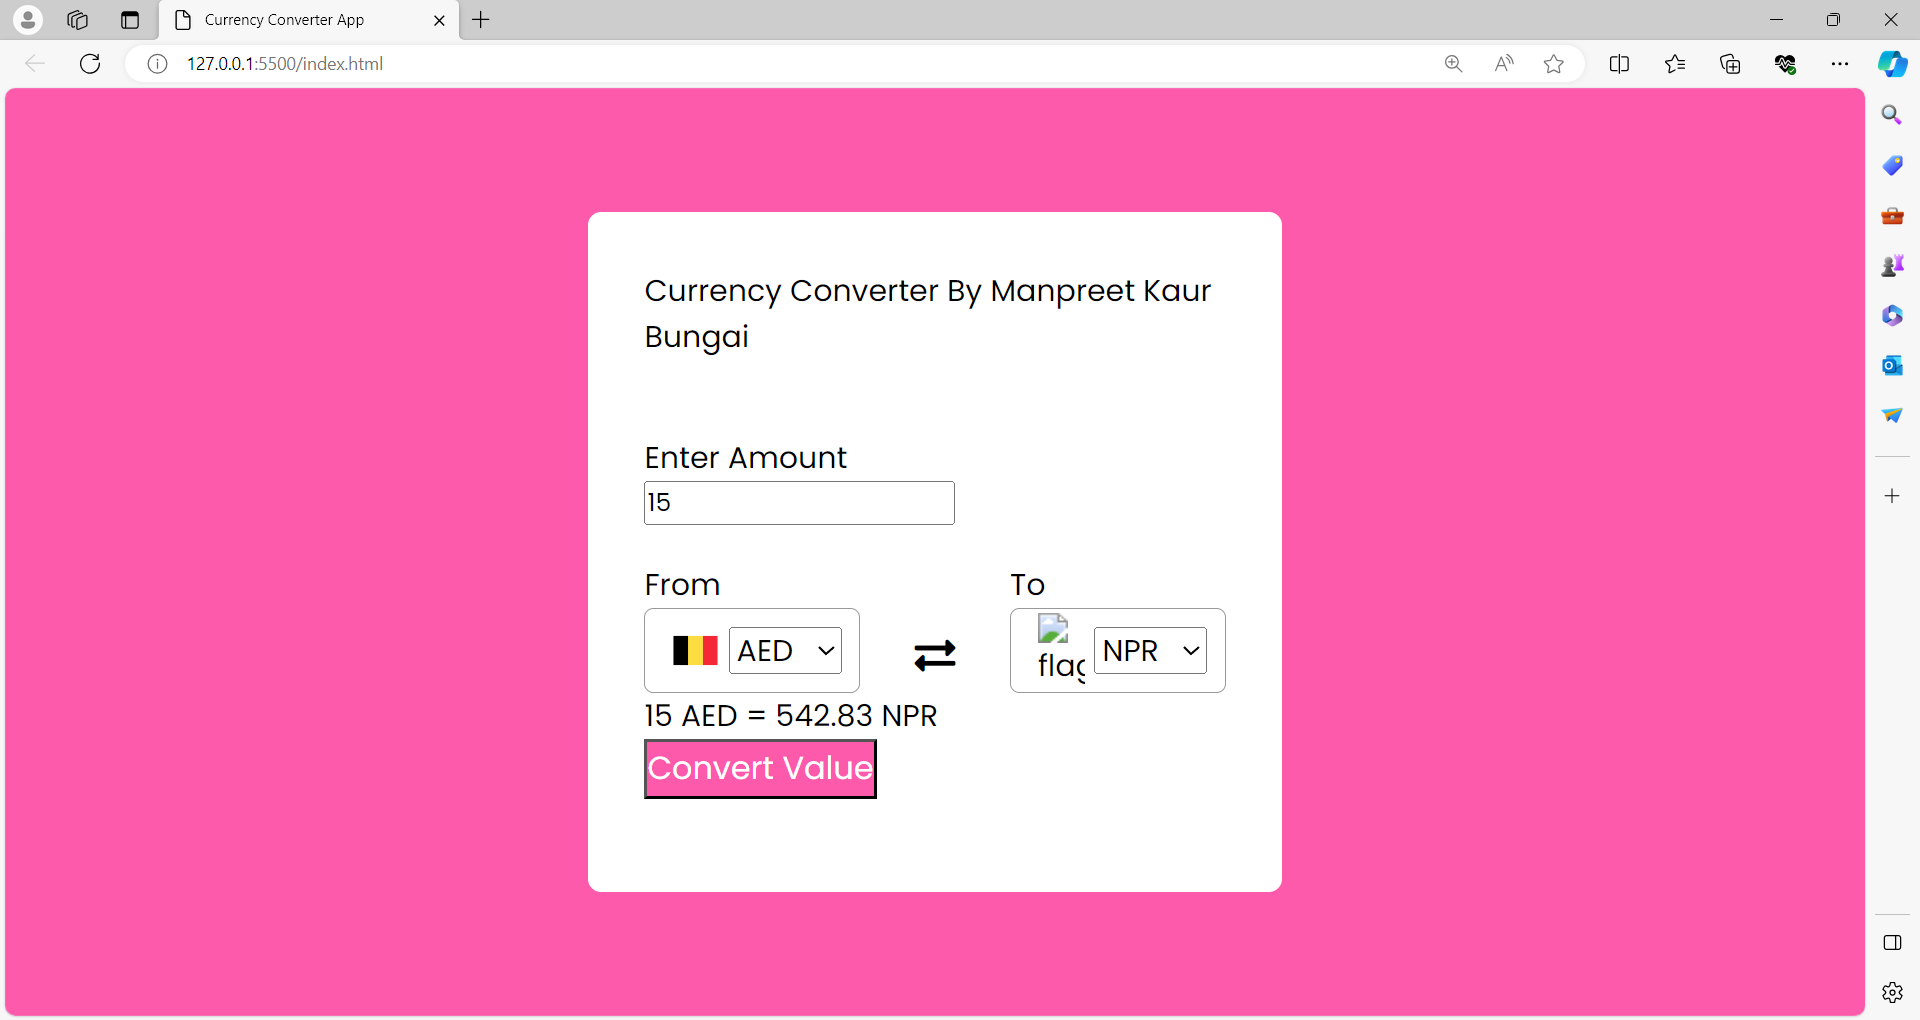 Currency Converter App
127.0.0.1:5500/index.html
Currency Converter By Manpreet Kaur
Bungai
Enter Amount
15
From To
AED flag NPR
15 AED = 542.83 NPR
Convert Value